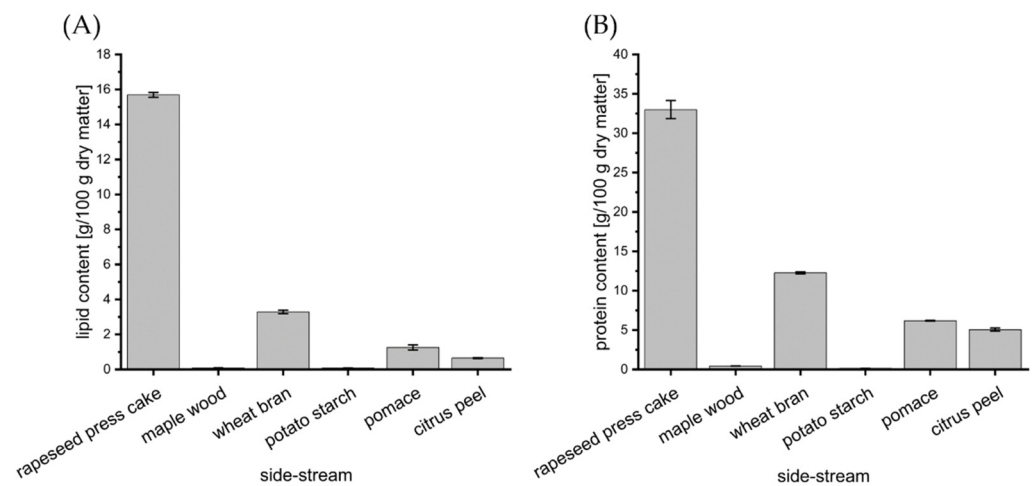 (A)
lipid content [g/100 g dry matter]
18
16
14
12
10
8
6
4
2
0
rapeseed press cake
maple wood
wheat bran
potato starch
pomace
citrus peel
side-stream
(B)
protein content [g/100 g dry matter]
40
35
30
25
20
15
10
5
0
rapeseed press cake
maple wood
wheat bran
potato starch
pomace
citrus peel
side-stream